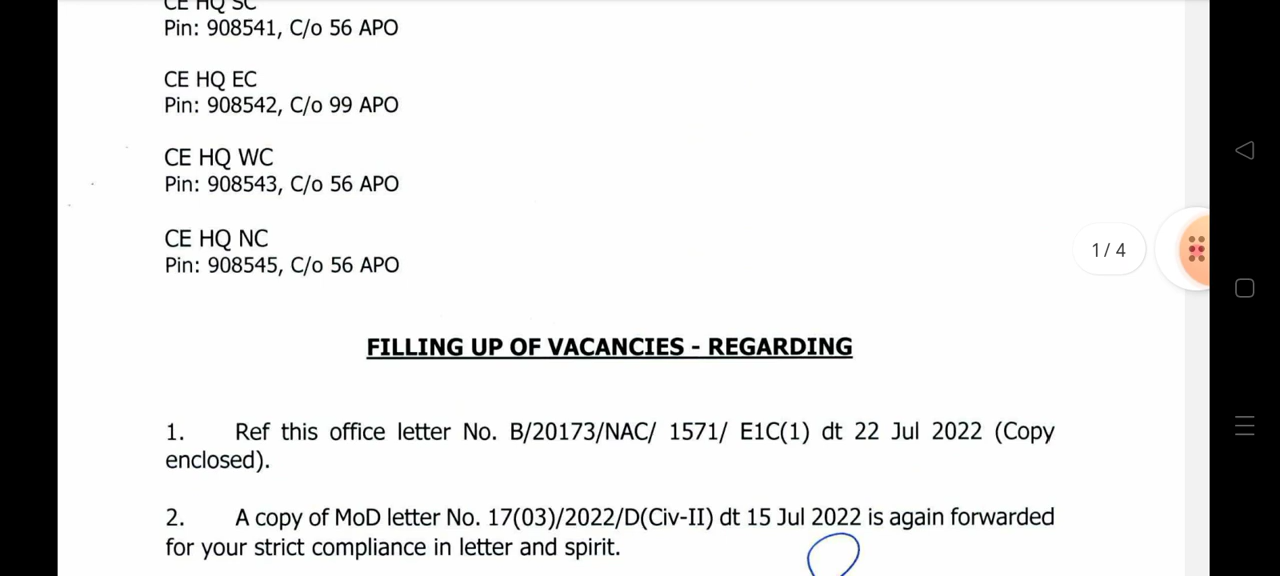 CE HQ SC
Pin: 908541, C/o 56 APO
CE HQ EC
Pin: 908542, C/o 99 APO
CE HQ WC
Pin: 908543, C/o 56 APO
CE HQ NC
Pin: 908545, C/o 56 APO
1/4
FILLING UP OF VACANCIES - REGARDING
1. Ref this office letter No. B/20173/NAC/ 1571/ E1C(1) dt 22 Jul 2022 (Copy
enclosed).
2. A copy of MoD letter No. 17(03)/2022/D(Civ-II) dt 15 Jul 2022 is again forwarded
for your strict compliance in letter and spirit.